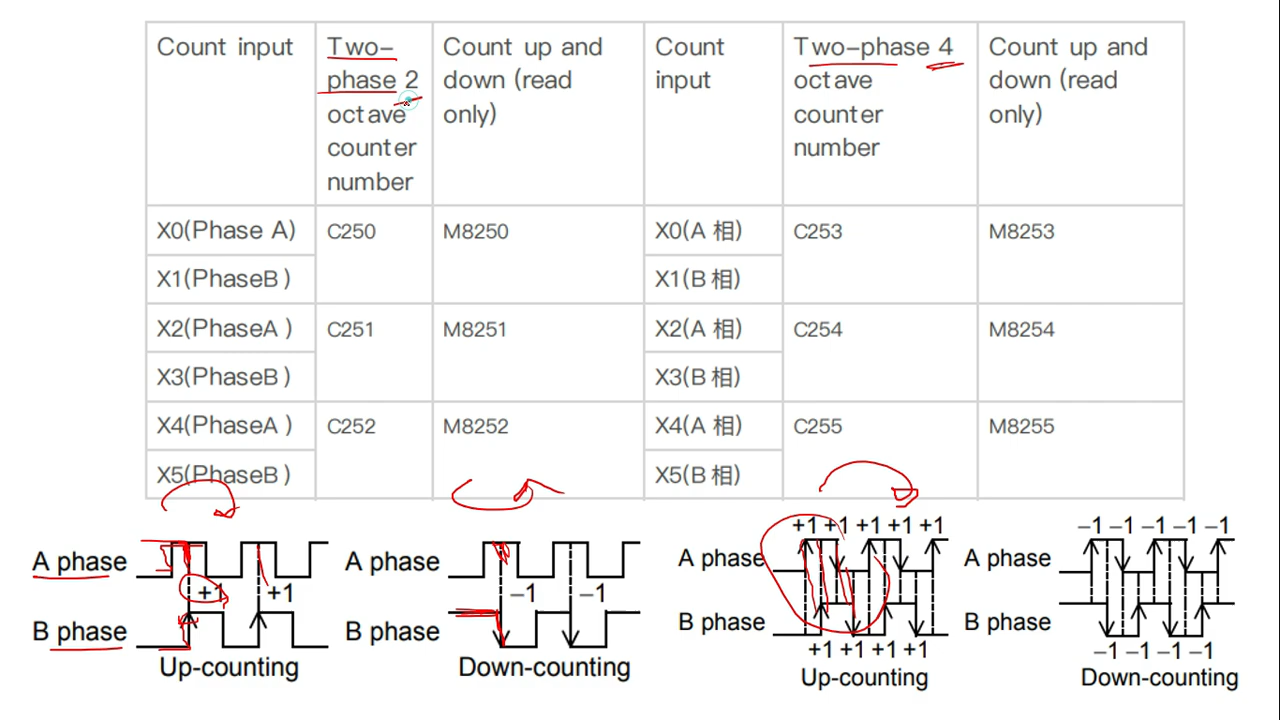 Count input
Two-
phase 2
octave
counter
number
Count up and
down (read
only)
Count
input
Two-phase 4
octave
counter
number
Count up and
down (read
only)
X0(Phase A)
C250
M8250
X0(A 相)
C253
M8253
X1(PhaseB )
X1(B 相)
X2(PhaseA )
C251
M8251
X2(A 相)
C254
M8254
X3(PhaseB )
X3(B 相)
X4(PhaseA )
C252
M8252
X4(A 相)
C255
M8255
X5(PhaseB )
X5(B 相)
A phase
+1 +1
B phase
Up-counting
A phase
−1 −1
B phase
Down-counting
+1 +1 +1 +1 +1
A phase
B phase
+1 +1 +1 +1
Up-counting
−1 −1 −1 −1 −1
A phase
B phase
−1 −1 −1 −1
Down-counting